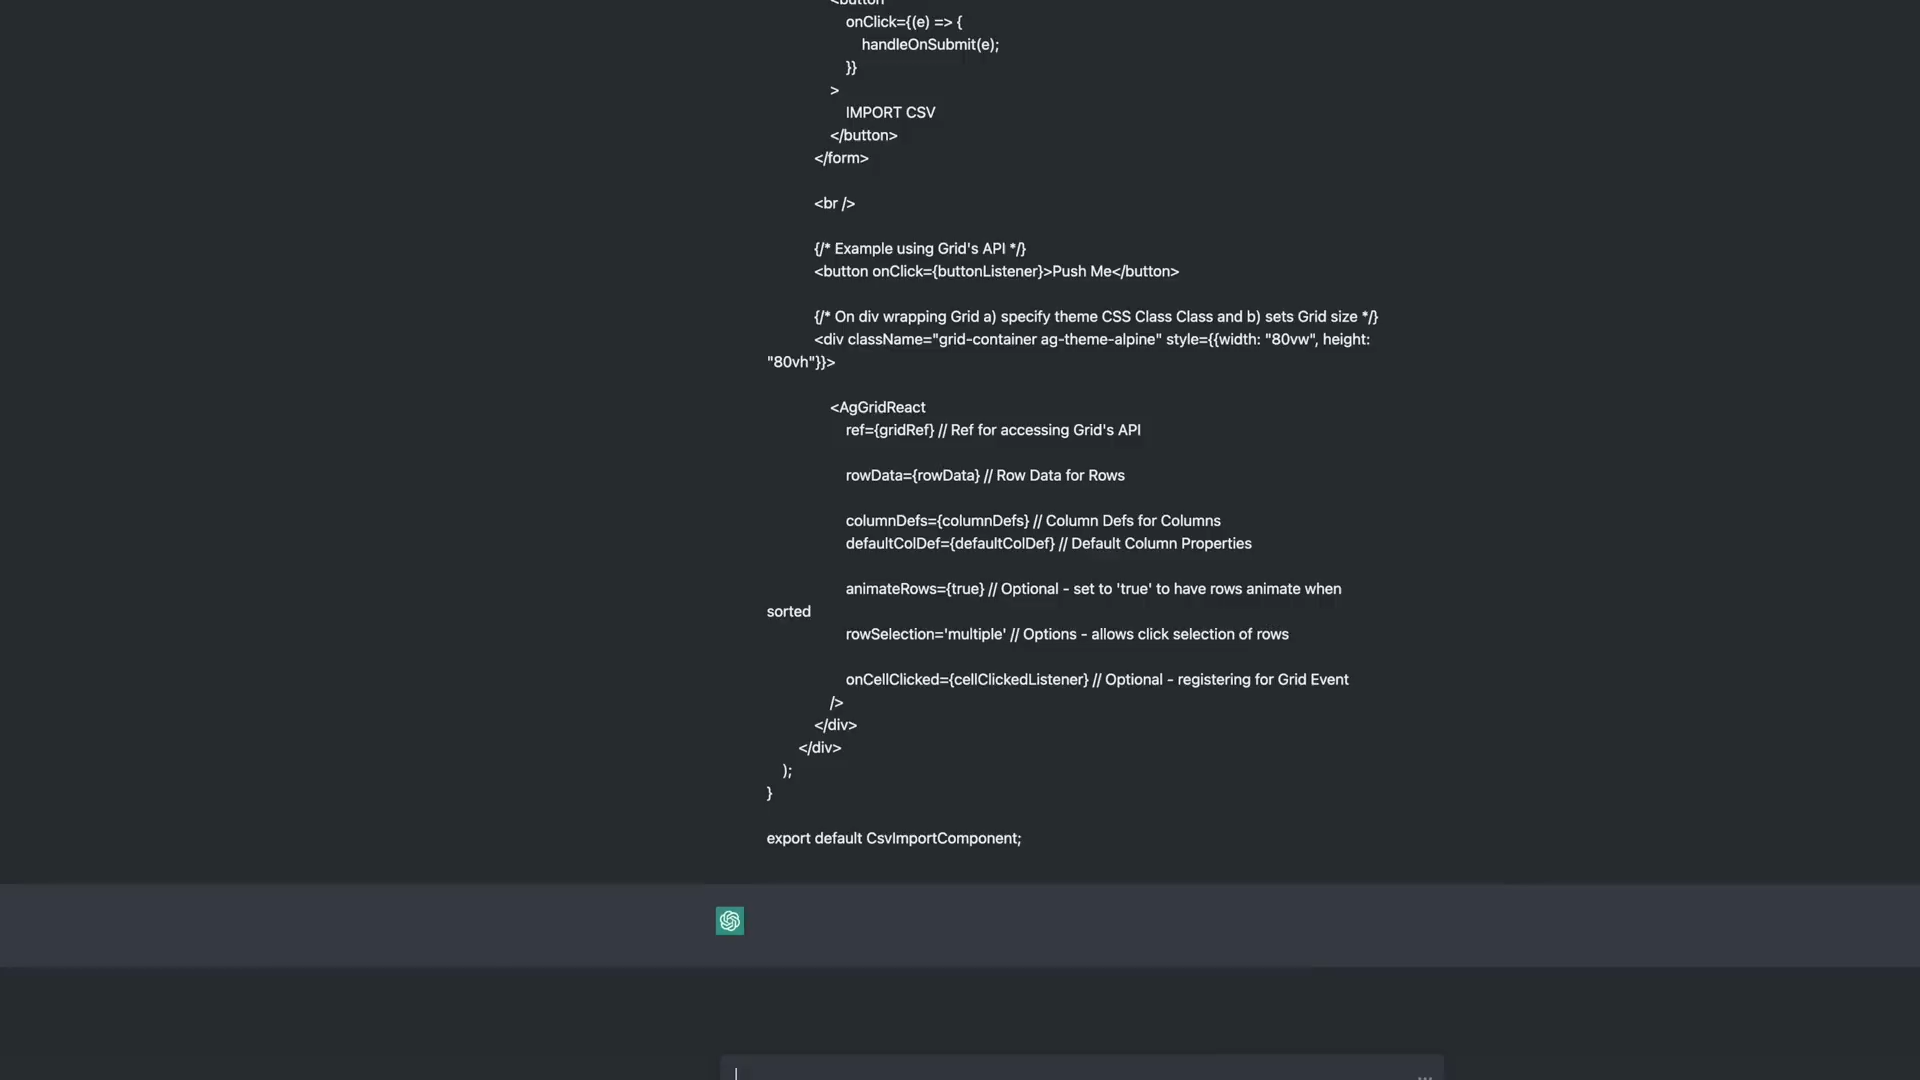 <button
onClick={(e) => {
handleOnSubmit(e);
}}
>
IMPORT CSV
</button>
</form>
<br />
{/* Example using Grid's API */}
<button onClick={buttonListener}>Push Me</button>
{/* On div wrapping Grid a) specify theme CSS Class Class and b) sets Grid size */}
<div className="grid-container ag-theme-alpine" style={{width: "80vw", height:
"80vh"}}>
<AgGridReact
ref={gridRef} // Ref for accessing Grid's API
rowData={rowData} // Row Data for Rows
columnDefs={columnDefs} // Column Defs for Columns
defaultColDef={defaultColDef} // Default Column Properties
animateRows={true} // Optional - set to 'true' to have rows animate when
sorted
rowSelection='multiple' // Options - allows click selection of rows
onCellClicked={cellClickedListener} // Optional - registering for Grid Event
/>
</div>
</div>
);
}
export default CsvImportComponent;